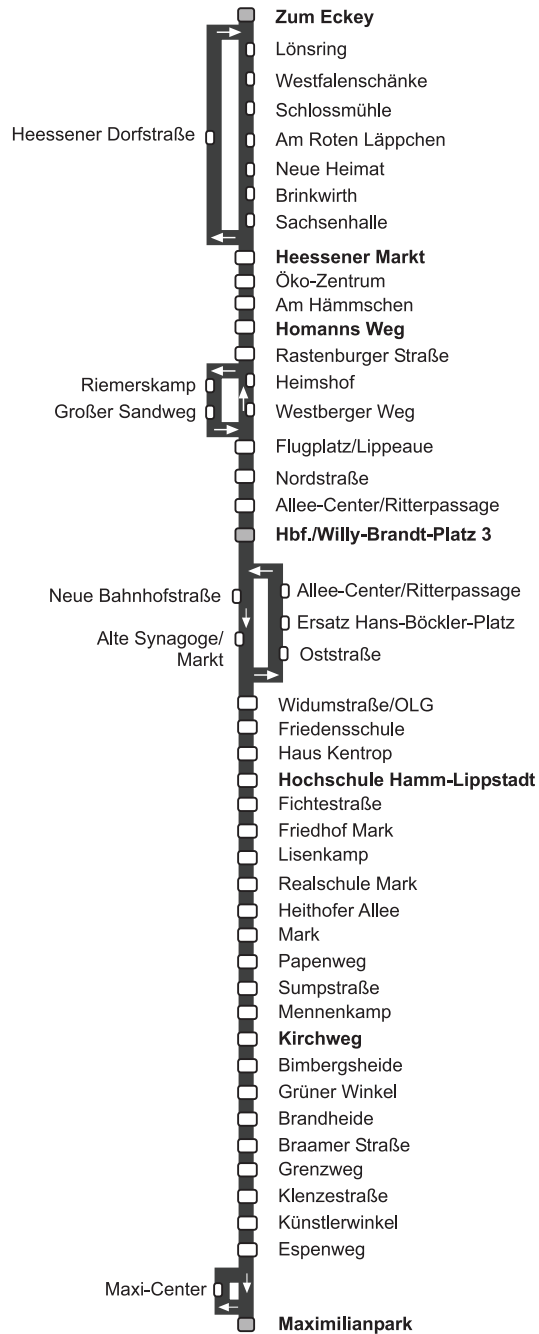 Zum Eckey
Lönsring
Westfalenschänke
Schlossmühle
Heessener Dorfstraße
Am Roten Läppchen
Neue Heimat
Brinkwirth
Sachsenhalle
Heessener Markt
Öko-Zentrum
Am Hämmschen
Homanns Weg
Rastenburger Straße
Riemerskamp
Heimshof
Großer Sandweg
Westberger Weg
Flugplatz/Lippeaue
Nordstraße
Allee-Center/Ritterpassage
Hbf./Willy-Brandt-Platz 3
Neue Bahnhofstraße
Allee-Center/Ritterpassage
Ersatz Hans-Böckler-Platz
Alte Synagoge/
Markt
Oststraße
Widumstraße/OLG
Friedensschule
Haus Kentrop
Hochschule Hamm-Lippstadt
Fichtestraße
Friedhof Mark
Lisenkamp
Realschule Mark
Heithofer Allee
Mark
Papenweg
Sumpstraße
Mennenkamp
Kirchweg
Bimbergsheide
Grüner Winkel
Brandheide
Braamer Straße
Grenzweg
Klenzestraße
Künstlerwinkel
Espenweg
Maxi-Center
Maximilianpark